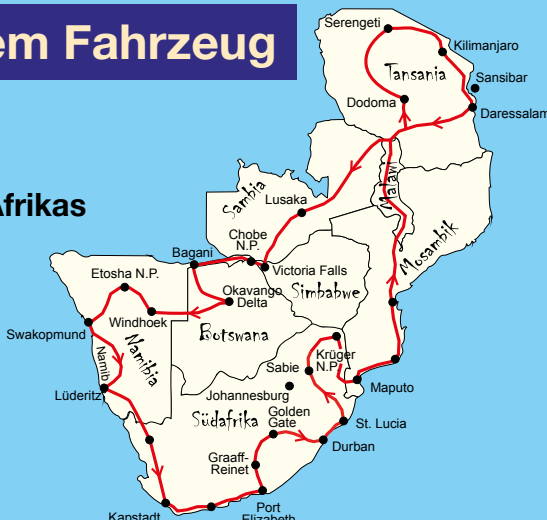 em Fahrzeug
Afrikas
Serengeti
Kilimanjaro
Tansania
Sansibar
Dodoma
Daressalam
Malawi
Sambia
Lusaka
Mosambik
Chobe
N.P.
Bagani
Victoria Falls
Etosha N.P.
Okavango
Delta
Simbabwe
Windhoek
Swakopmund
Botswana
Namibia
Namib
Krüger
N.P.
Sabie
Maputo
Lüderitz
Johannesburg
Südafrika
Golden
Gate
St. Lucia
Durban
Graaff-
Reinet
Kapstadt
Port
Elizabeth